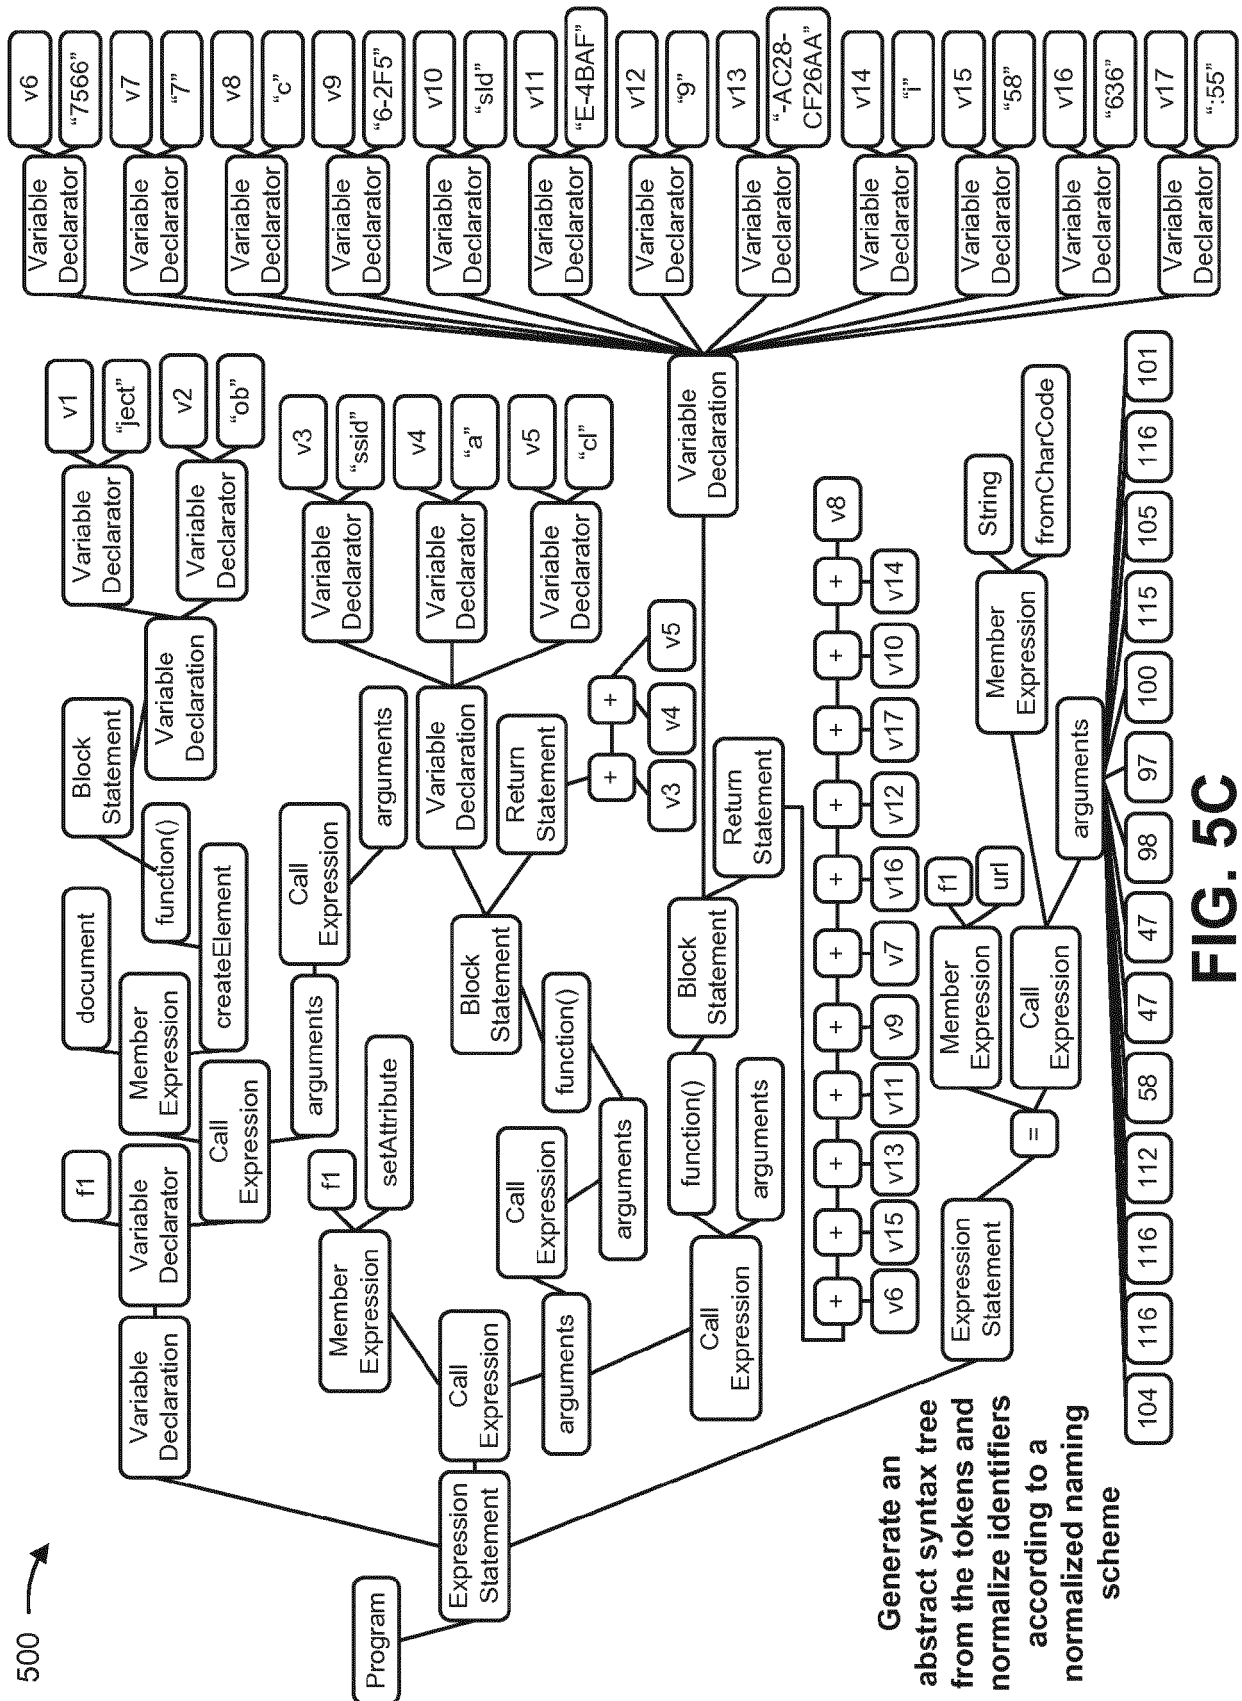 500
Program
Expression
Statement
Variable
Declaration
Variable
Declarator
f1
Call
Expression
Member
Expression
document
createElement
arguments
Call
Expression
function()
arguments
Block
Statement
Variable
Declaration
Variable
Declarator
v1
“ject”
Variable
Declarator
v2
“ob”
Call
Expression
Member
Expression
f1
setAttribute
arguments
Call
Expression
arguments
function()
Block
Statement
Variable
Declaration
Variable
Declarator
v3
“ssid”
Variable
Declarator
v4
“a”
Variable
Declarator
v5
“cl”
Return
Statement
+
+
v3
v4
v5
Call
Expression
function()
arguments
Block
Statement
Variable
Declaration
Return
Statement
Variable
Declarator
v6
“7566”
Variable
Declarator
v7
“7”
Variable
Declarator
v8
“c”
Variable
Declarator
v9
“6-2F5”
Variable
Declarator
v10
“sId”
Variable
Declarator
v11
“E-4BAF”
Variable
Declarator
v12
“9”
Variable
Declarator
v13
“-AC28-
CF26AA”
Variable
Declarator
v14
“i”
Variable
Declarator
v15
“58”
Variable
Declarator
v16
“636”
Variable
Declarator
v17
“:55”
+ + + + + + + + + + + v8
v6 v15 v13 v11 v9 v7 v16 v12 v17 v10 v14
Expression
Statement
=
Member
Expression
f1
url
Call
Expression
Member
Expression
String
fromCharCode
arguments
104 116 116 112 58 47 47 98 97 100 115 105 116 101
Generate an
abstract syntax tree
from the tokens and
normalize identifiers
according to a
normalized naming
scheme
FIG. 5C